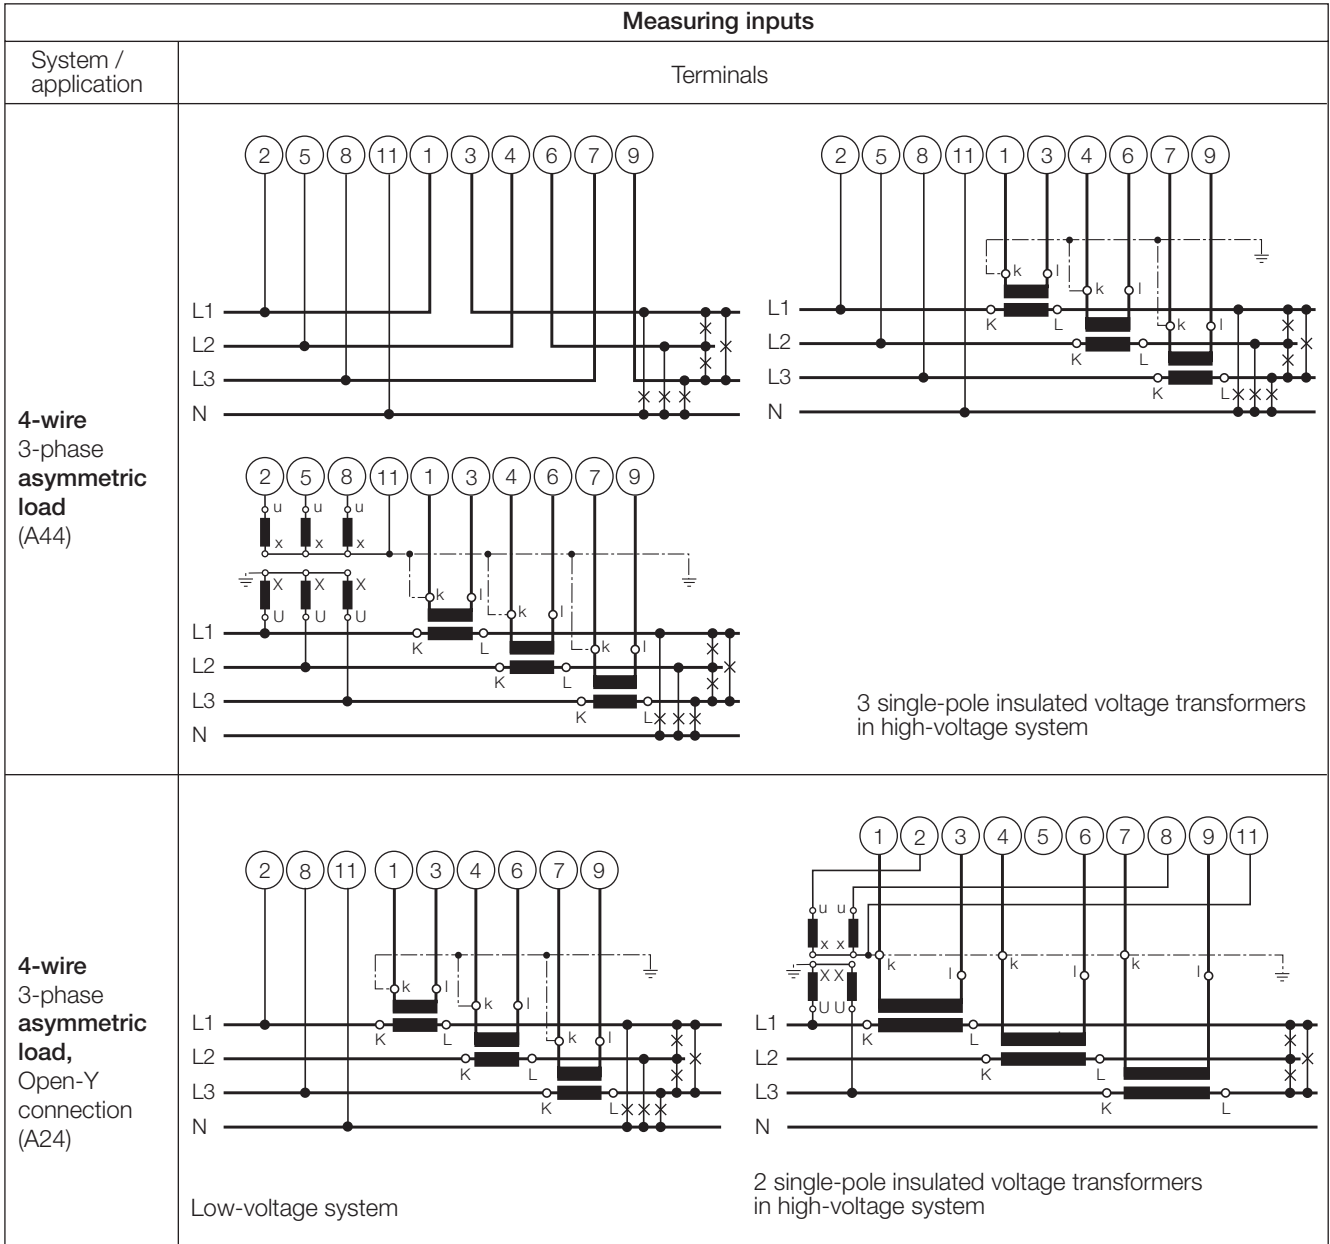 Measuring inputs
System /
application
Terminals
4-wire
3-phase
asymmetric
load
(A44)
2 5 8 11 1 3 4 6 7 9
L1
L2
L3
N
2 5 8 11 1 3 4 6 7 9
k l
k l
k l
L1
K L
L2
K L
L3
K L
N
2 5 8 11 1 3 4 6 7 9
u u u
x x x
X X X
U U U
k l
k l
k l
L1
K L
L2
K L
L3
K L
N
3 single-pole insulated voltage transformers
in high-voltage system
4-wire
3-phase
asymmetric
load,
Open-Y
connection
(A24)
2 8 11 1 3 4 6 7 9
k l
k l
k l
L1
K L
L2
K L
L3
K L
N
Low-voltage system
1 2 3 4 5 6 7 8 9 11
u u
x x
X X
U U
k l k l k l
L1
K L
L2
K L
L3
K L
N
2 single-pole insulated voltage transformers
in high-voltage system